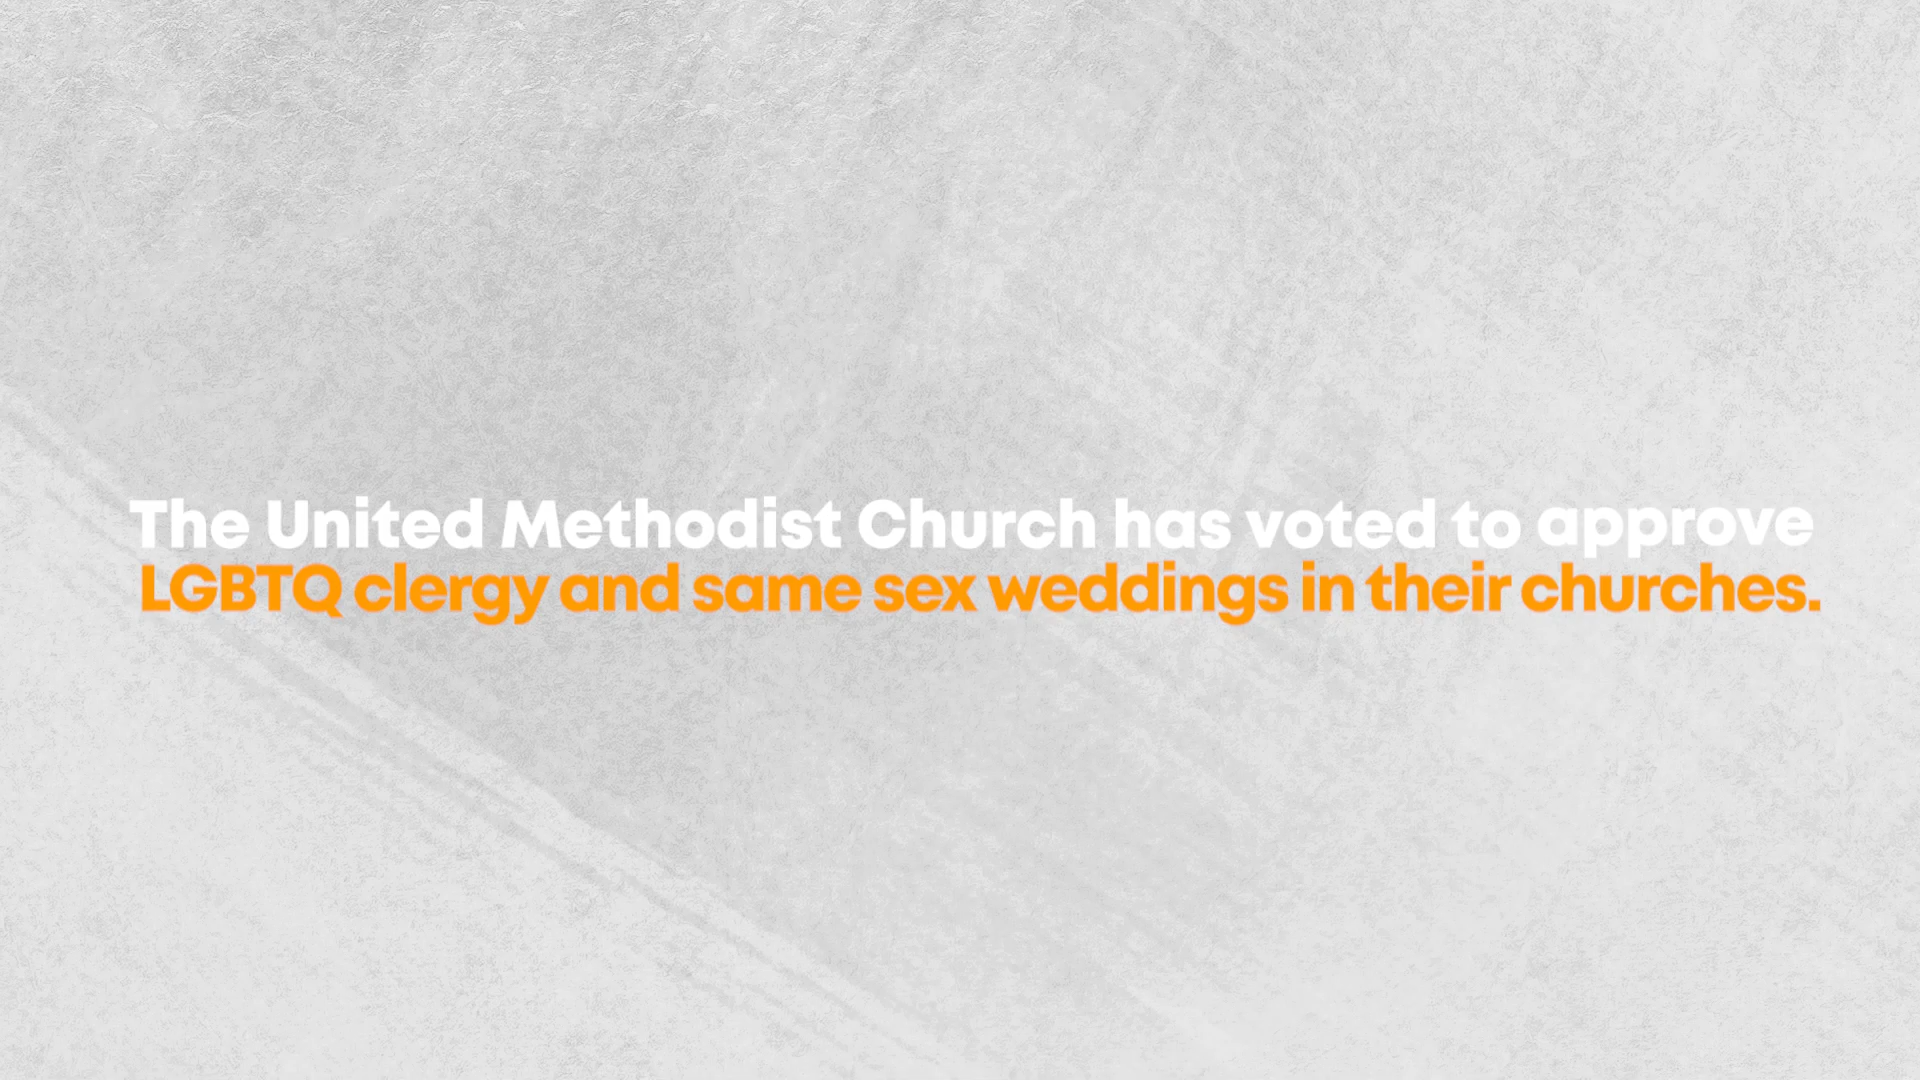 The United Methodist Church has voted to approve
LGBTQ clergy and same sex weddings in their churches.